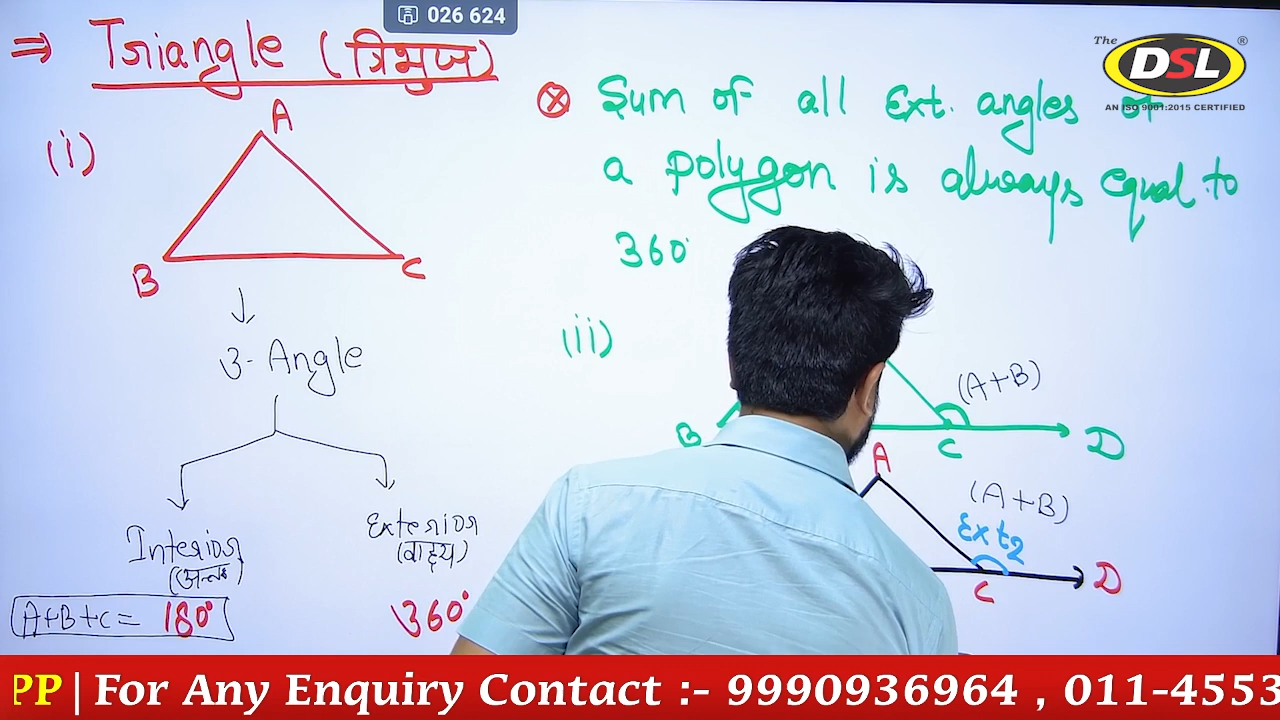 026 624
The DSL ®
AN ISO 9001:2015 CERTIFIED
⇒ Triangle (त्रिभुज)
(i)
A
B
C
3-Angle
Interior
Exterior
(वाह्य)
A+B+C = 180°
360°
⊗ Sum of all Ext. angles of
a polygon is always equal to
360°
(ii)
(A+B)
B
C
D
A
(A+B)
Ext2
C
D
PP | For Any Enquiry Contact :- 9990936964 , 011-4553